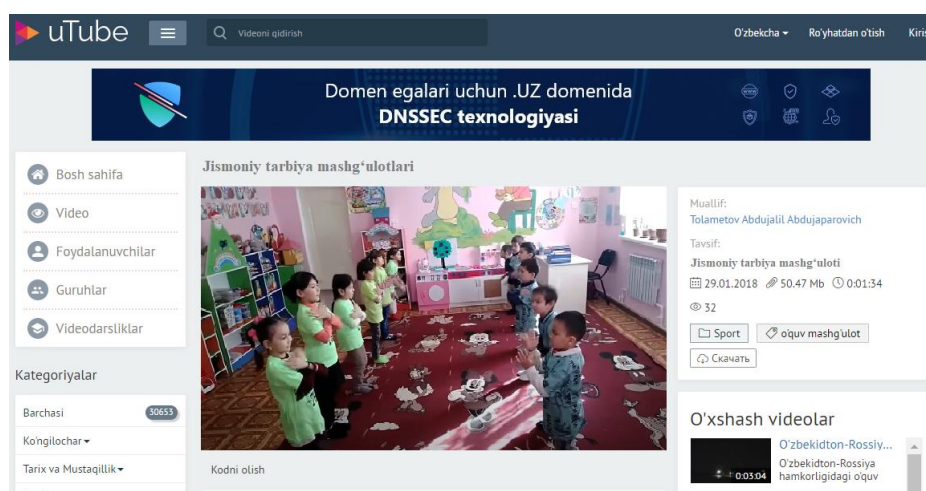 uTube
Videoni qidirish
O'zbekcha
Ro'yhatdan o'tish
Domen egalari uchun .UZ domenida
DNSSEC texnologiyasi
Bosh sahifa
Video
Foydalanuvchilar
Guruhlar
Videodarsliklar
Kategoriyalar
Barchasi 30653
Ko'ngilochar
Tarix va Mustaqillik
Jismoniy tarbiya mashg‘ulotlari
Kodni olish
Muallif:
Tolametov Abdujalil Abdujaparovich
Tavsif:
Jismoniy tarbiya mashg‘uloti
29.01.2018 50.47 Mb 0:01:34
32
Sport o'quv mashg'ulot
Скачать
O'xshash videolar
O'zbekidton-Rossiy...
O'zbekidton-Rossiya
hamkorligidagi o'quv
0:03:04